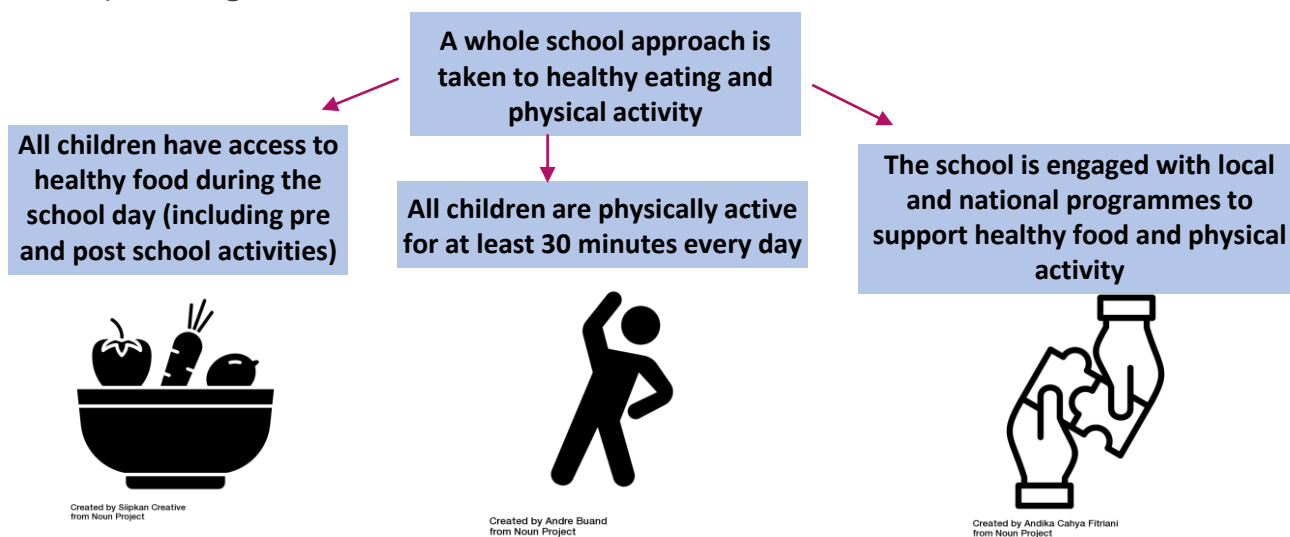 A whole school approach is
taken to healthy eating and
physical activity
All children have access to
healthy food during the
school day (including pre
and post school activities)
All children are physically active
for at least 30 minutes every day
The school is engaged with local
and national programmes to
support healthy food and physical
activity
Created by Siipkan Creative
from Noun Project
Created by Andre Buand
from Noun Project
Created by Andika Cahya Fitriani
from Noun Project